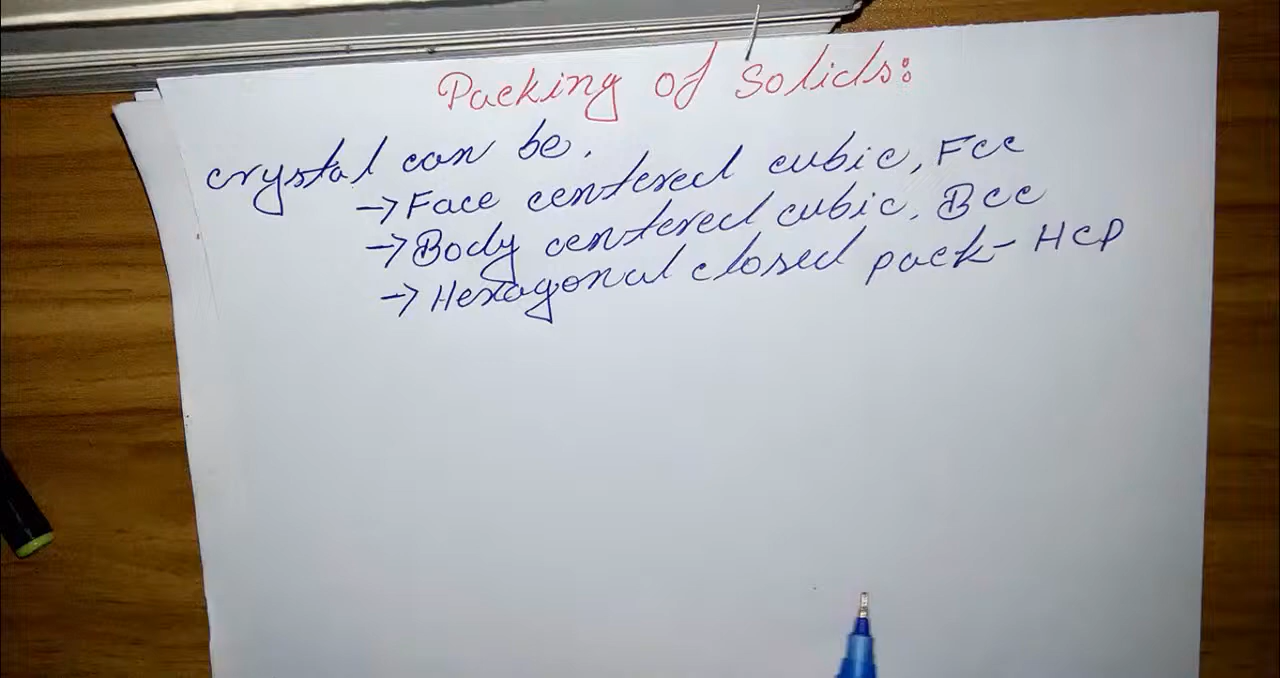 Packing of Solids:
crystal can be.
→ Face centered cubic, Fcc
→ Body centered cubic, Bcc
→ Hexagonal closed pack - HCP